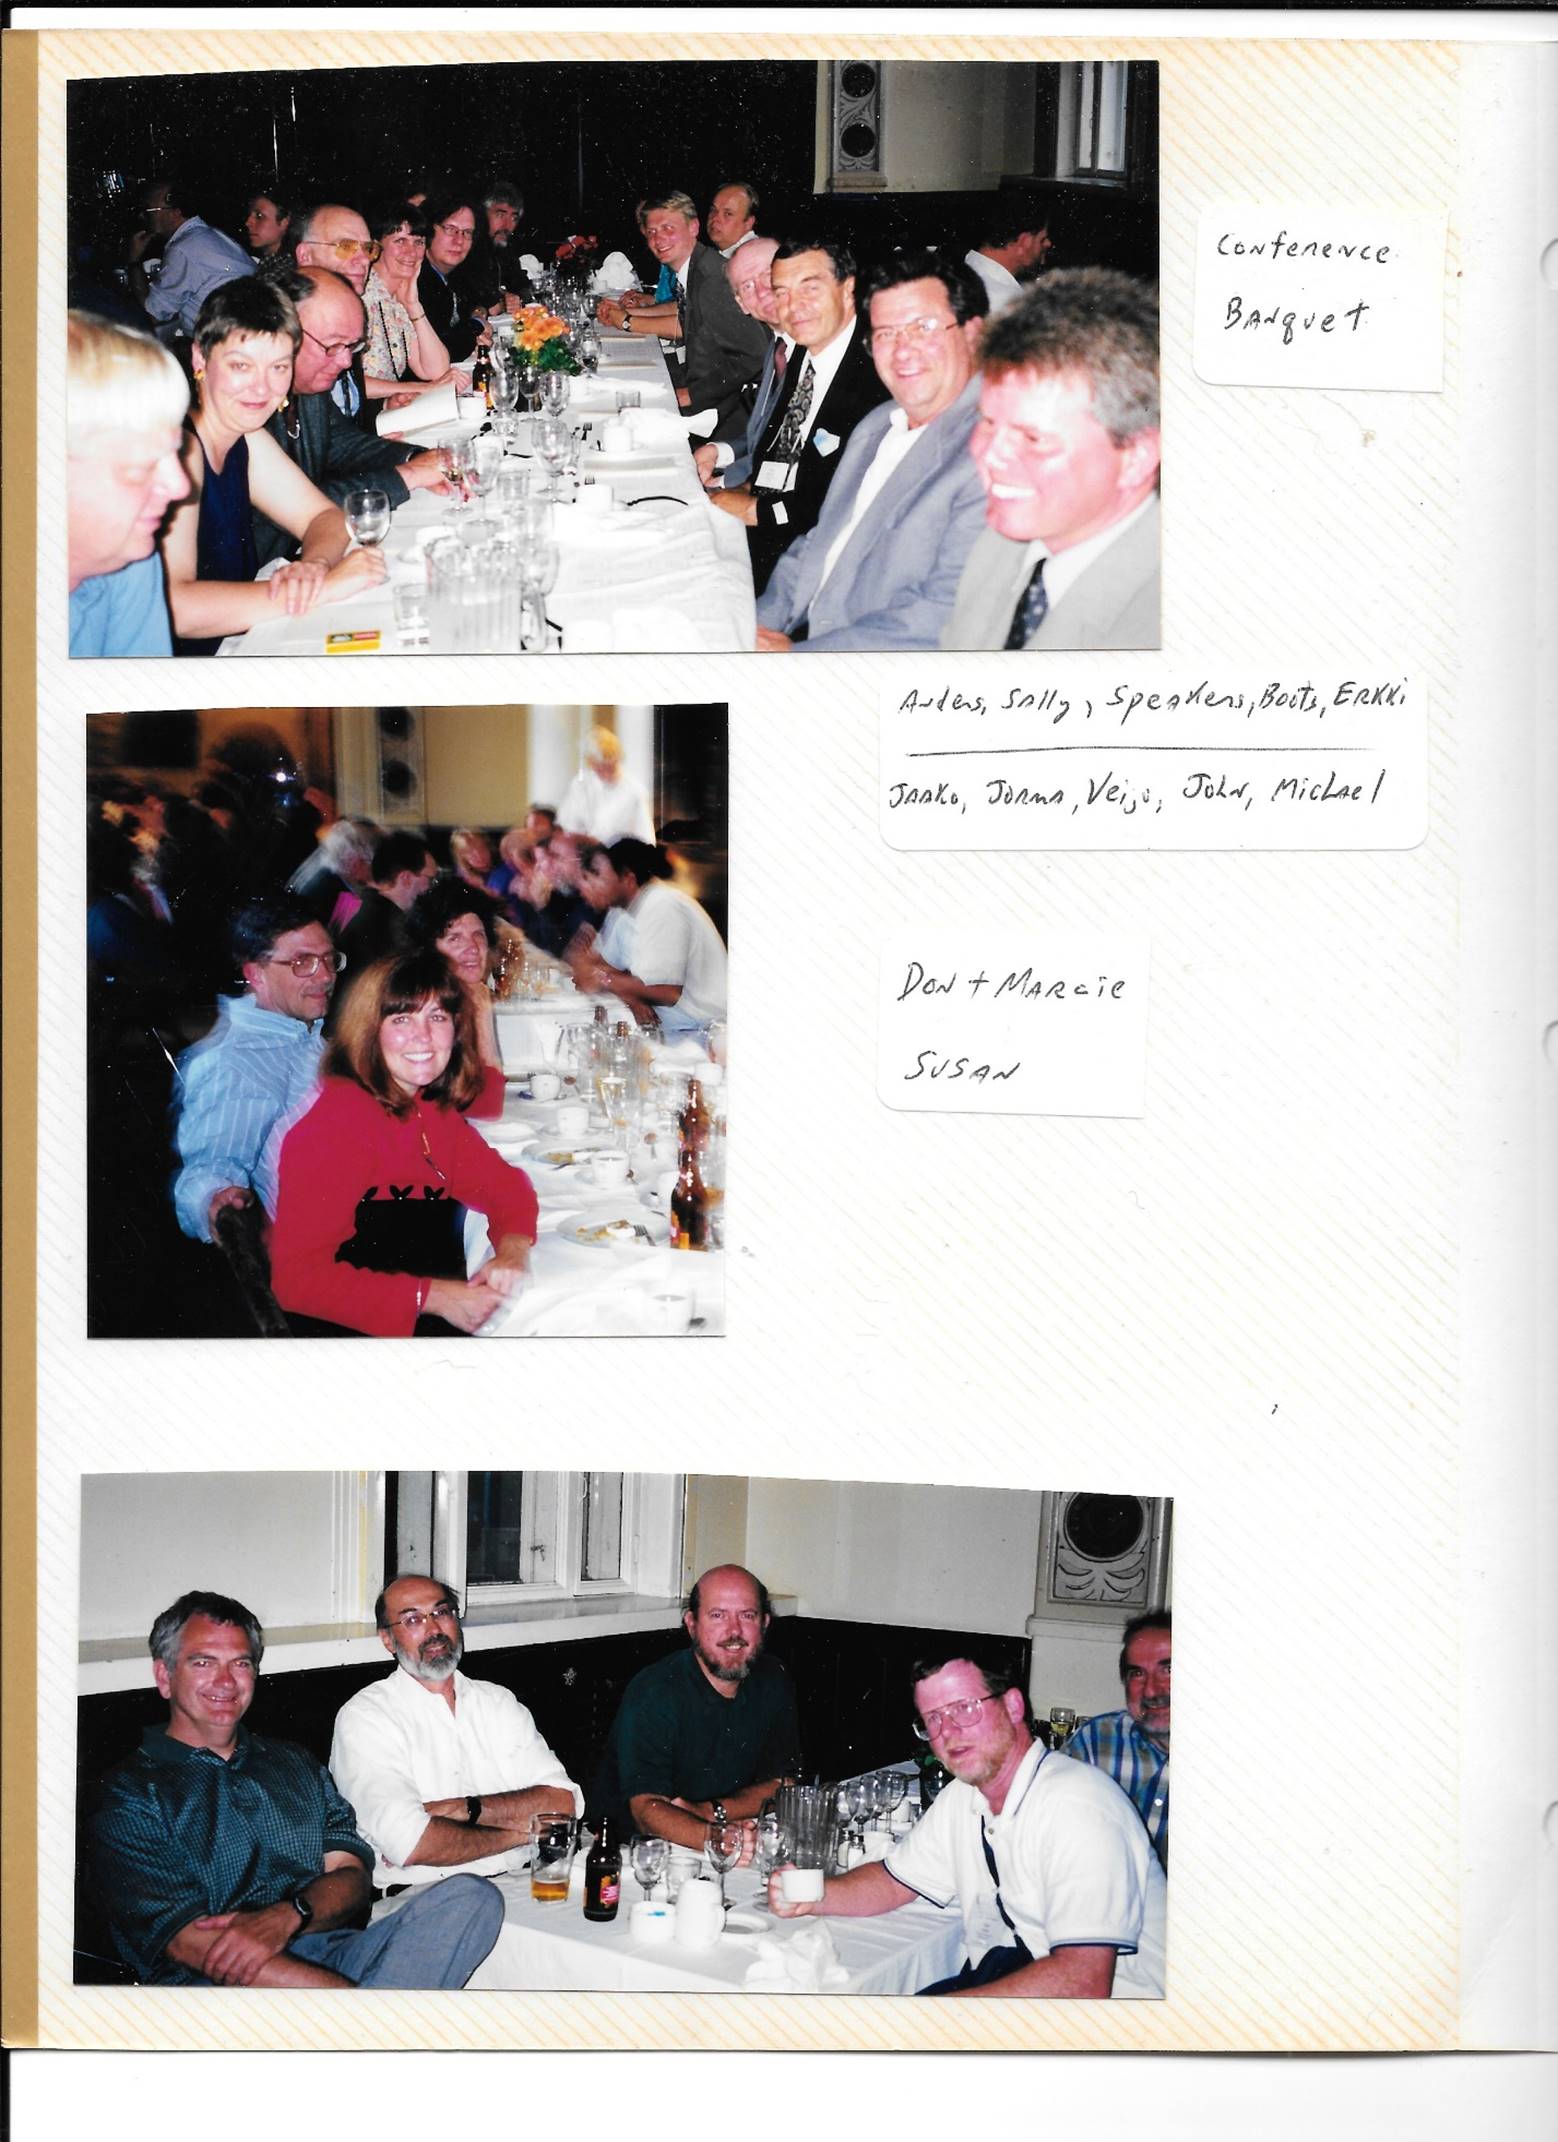 Conference
Banquet
Anders, Sally, Speakers, Boots, Erkki
Jaako, Jorma, Veijo, John, Michael
Don + Marcie
Susan